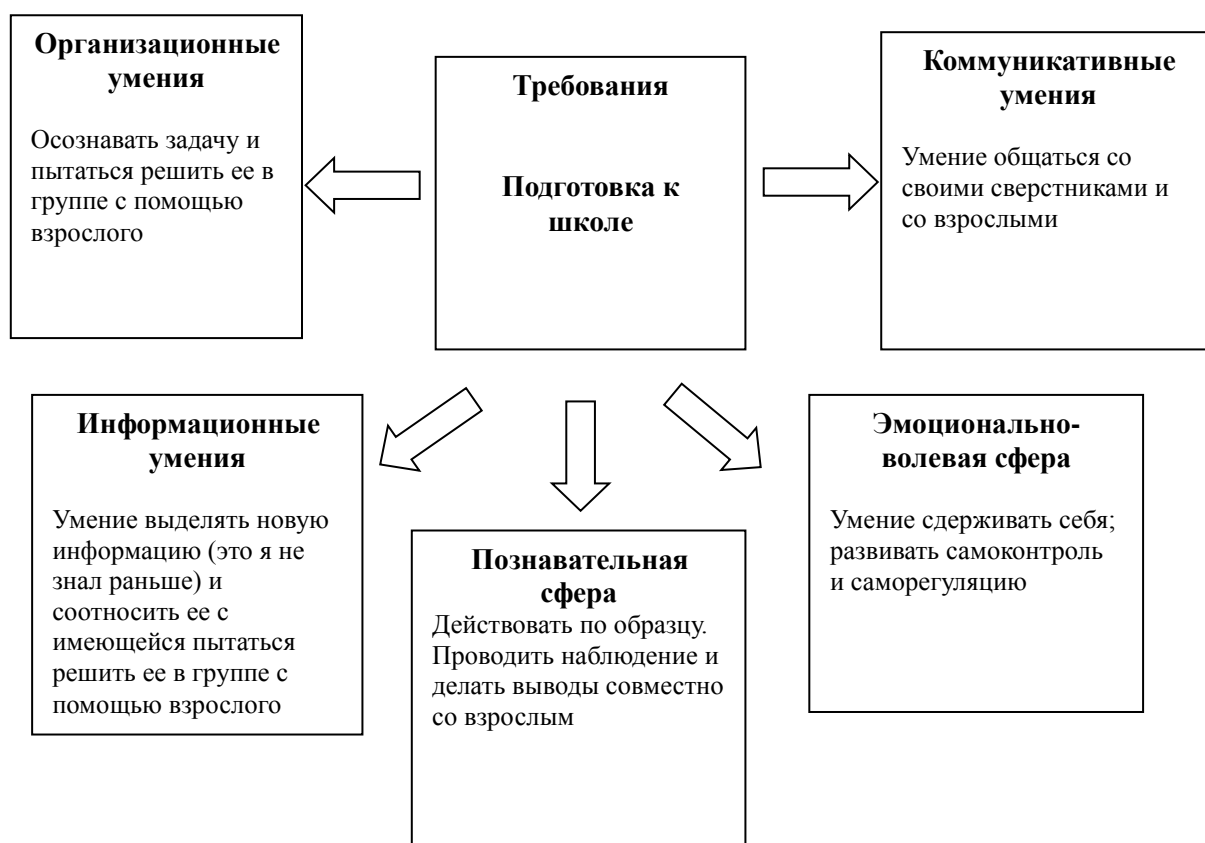 Организационные
умения
Осознавать задачу и
пытаться решить ее в
группе с помощью
взрослого
Требования
Подготовка к
школе
Коммуникативные
умения
Умение общаться со
своими сверстниками и
со взрослыми
Информационные
умения
Умение выделять новую
информацию (это я не
знал раньше) и
соотносить ее с
имеющейся пытаться
решить ее в группе с
помощью взрослого
Познавательная
сфера
Действовать по образцу.
Проводить наблюдение и
делать выводы совместно
со взрослым
Эмоционально-
волевая сфера
Умение сдерживать себя;
развивать самоконтроль
и саморегуляцию